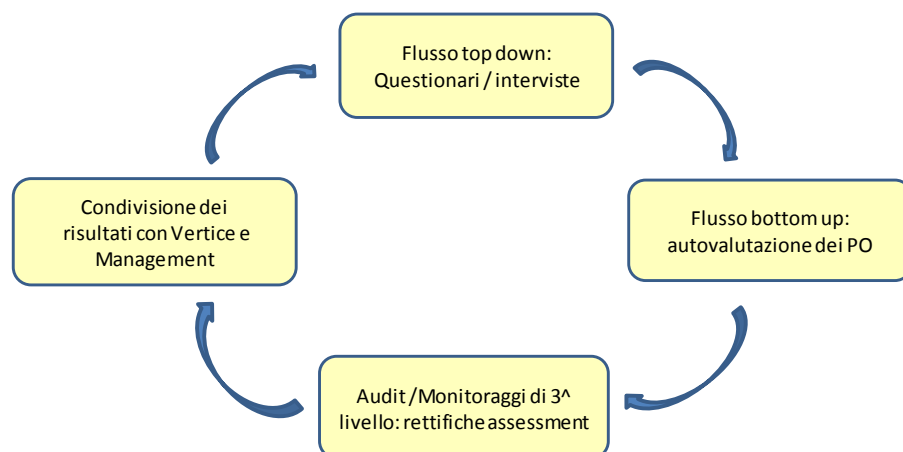 Flusso top down:
Questionari / interviste
Flusso bottom up:
autovalutazione dei PO
Audit /Monitoraggi di 3^
livello: rettifiche assessment
Condivisione dei
risultati con Vertice e
Management